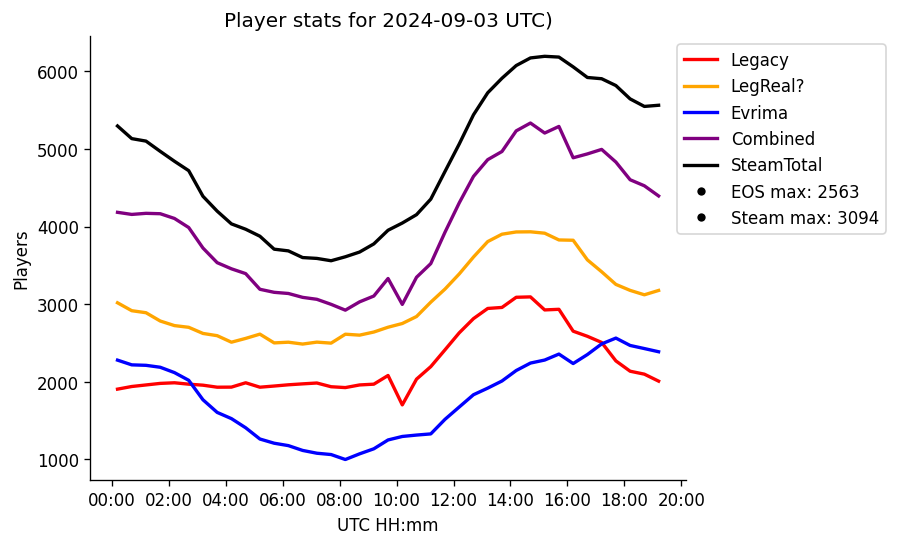 Player stats for 2024-09-03 UTC)
Players
6000
5000
4000
3000
2000
1000
00:00 02:00 04:00 06:00 08:00 10:00 12:00 14:00 16:00 18:00 20:00
UTC HH:mm
Legacy
LegReal?
Evrima
Combined
SteamTotal
EOS max: 2563
Steam max: 3094